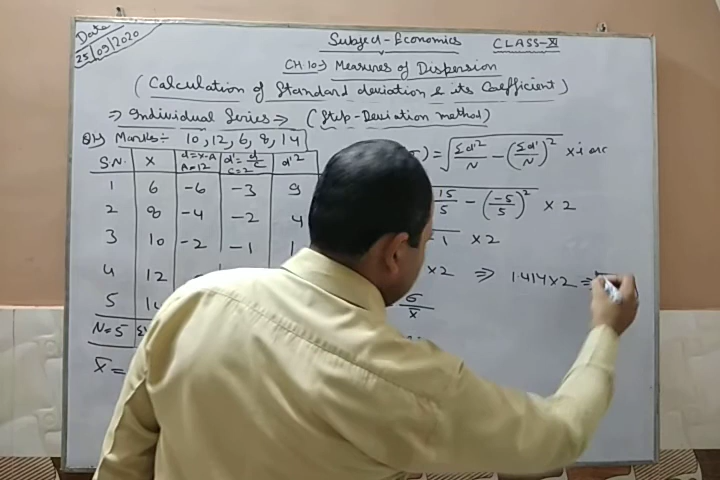 Date
25/09/2020
Subject - Economics CLASS-XI
CH.10⇒ Measures of Dispersion
(Calculation of Standard deviation & its Coefficient)
⇒ Individual Series ⇒ (Step-Deviation method)
Marks÷ 10, 12, 6, 8, 14
S.N. X d=x-A A=12 d'=d/C C=2 d'²
) = √Σd'²/N − (Σd'/N)² × i or c
1 6 -6 -3 9
15/5 − (-5/5)² × 2
2 8 -4 -2 4
3 10 -2 -1 1
1 × 2
4 12
× 2 ⇒ 1.414×2 ⇒
5
= σ/X̄
N=5
X̄ =